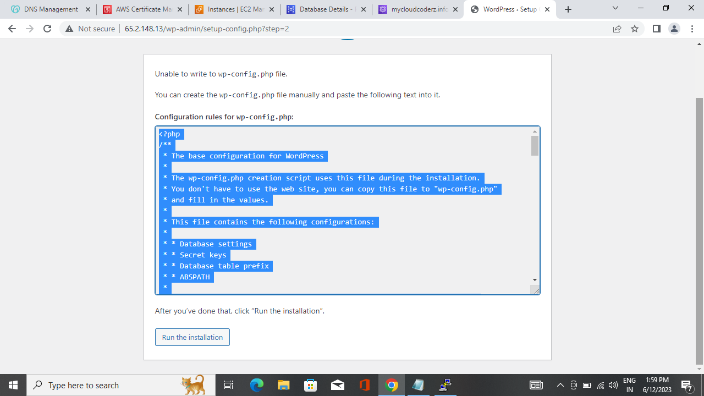 DNS Management
AWS Certificate Ma
Instances | EC2 Ma
Database Details -
mycloudcoderz.inf
WordPress - Setup
Not secure | 65.2.148.13/wp-admin/setup-config.php?step=2
Unable to write to wp-config.php file.
You can create the wp-config.php file manually and paste the following text into it.
Configuration rules for wp-config.php:
<?php
/**
* The base configuration for WordPress
*
* The wp-config.php creation script uses this file during the installation.
* You don't have to use the web site, you can copy this file to "wp-config.php"
* and fill in the values.
*
* This file contains the following configurations:
*
* * Database settings
* * Secret keys
* * Database table prefix
* * ABSPATH
*
After you've done that, click "Run the installation".
Run the installation
Type here to search
ENG
IN
1:59 PM
6/12/2023